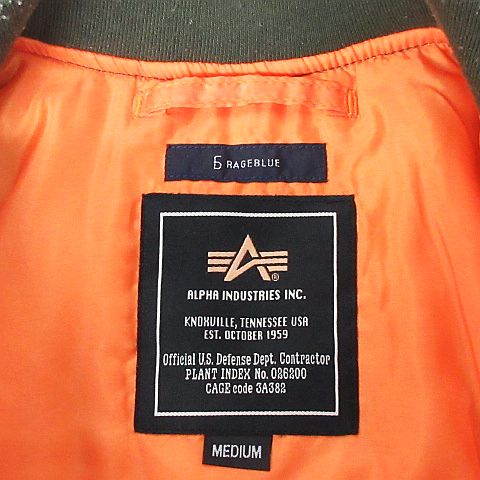 RAGEBLUE
ALPHA INDUSTRIES INC.
KNOXVILLE, TENNESSEE USA
EST. OCTOBER 1959
Official U.S. Defense Dept. Contractor
PLANT INDEX No. 026200
CAGE code 3A382
MEDIUM